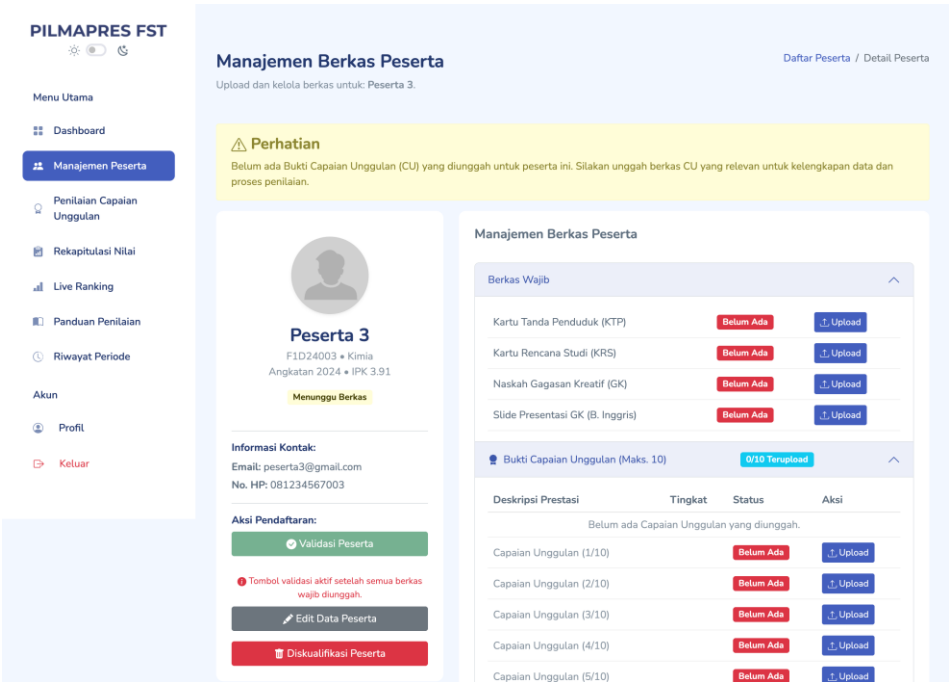 PILMAPRES FST
Menu Utama
Dashboard
Manajemen Peserta
Penilaian Capaian
Unggulan
Rekapitulasi Nilai
Live Ranking
Panduan Penilaian
Riwayat Periode
Akun
Profil
Keluar
Manajemen Berkas Peserta
Daftar Peserta / Detail Peserta
Upload dan kelola berkas untuk: Peserta 3.
Perhatian
Belum ada Bukti Capaian Unggulan (CU) yang diunggah untuk peserta ini. Silakan unggah berkas CU yang relevan untuk kelengkapan data dan
proses penilaian.
Peserta 3
F1D24003 • Kimia
Angkatan 2024 • IPK 3.91
Menunggu Berkas
Informasi Kontak:
Email: peserta3@gmail.com
No. HP: 081234567003
Aksi Pendaftaran:
Validasi Peserta
Tombol validasi aktif setelah semua berkas
wajib diunggah.
Edit Data Peserta
Diskualifikasi Peserta
Manajemen Berkas Peserta
Berkas Wajib
Kartu Tanda Penduduk (KTP) Belum Ada Upload
Kartu Rencana Studi (KRS) Belum Ada Upload
Naskah Gagasan Kreatif (GK) Belum Ada Upload
Slide Presentasi GK (B. Inggris) Belum Ada Upload
Bukti Capaian Unggulan (Maks. 10) 0/10 Terupload
Deskripsi Prestasi Tingkat Status Aksi
Belum ada Capaian Unggulan yang diunggah.
Capaian Unggulan (1/10) Belum Ada Upload
Capaian Unggulan (2/10) Belum Ada Upload
Capaian Unggulan (3/10) Belum Ada Upload
Capaian Unggulan (4/10) Belum Ada Upload
Capaian Unggulan (5/10) Belum Ada Upload